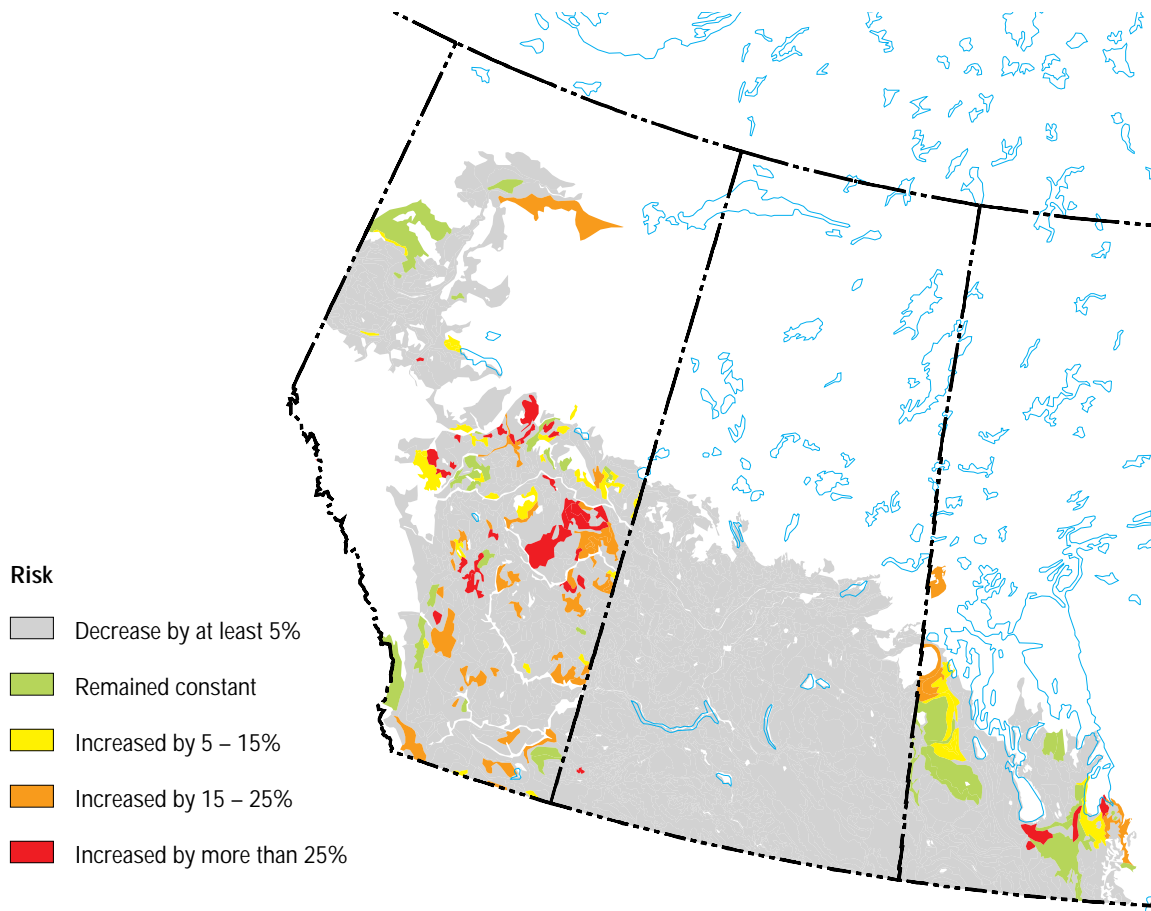 Risk
Decrease by at least 5%
Remained constant
Increased by 5 – 15%
Increased by 15 – 25%
Increased by more than 25%